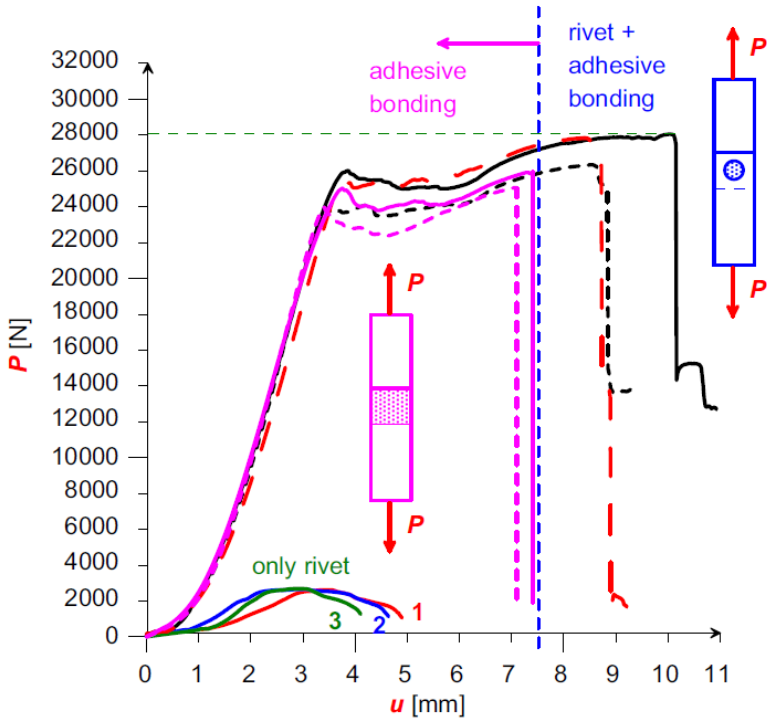 rivet +
adhesive
bonding
adhesive
bonding
P
P
32000
30000
28000
26000
24000
22000
20000
18000
16000
14000
12000
10000
8000
6000
4000
2000
0
P [N]
P
P
only rivet
1
2
3
0 1 2 3 4 5 6 7 8 9 10 11
u [mm]